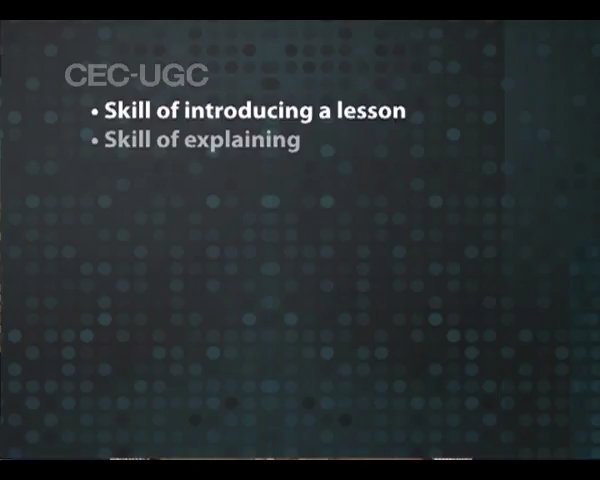 CEC-UGC
• Skill of introducing a lesson
• Skill of explaining